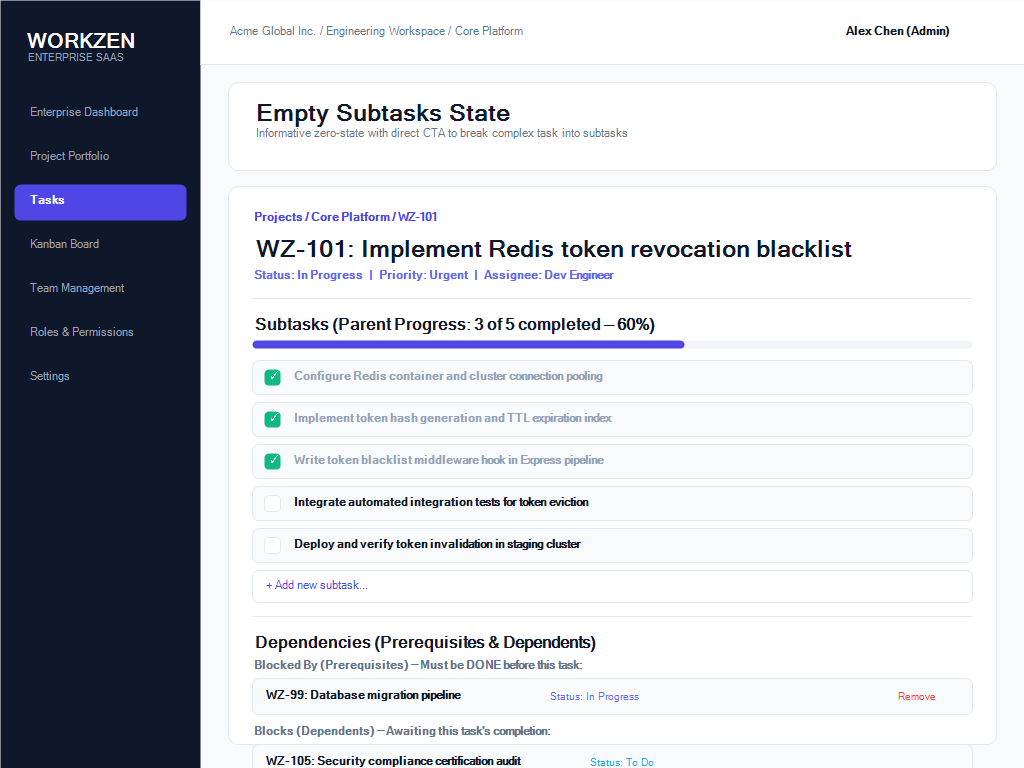 WORKZEN
ENTERPRISE SAAS
Enterprise Dashboard
Project Portfolio
Tasks
Kanban Board
Team Management
Roles & Permissions
Settings
Acme Global Inc. / Engineering Workspace / Core Platform
Alex Chen (Admin)
Empty Subtasks State
Informative zero-state with direct CTA to break complex task into subtasks
Projects / Core Platform / WZ-101
WZ-101: Implement Redis token revocation blacklist
Status: In Progress | Priority: Urgent | Assignee: Dev Engineer
Subtasks (Parent Progress: 3 of 5 completed — 60%)
Configure Redis container and cluster connection pooling
Implement token hash generation and TTL expiration index
Write token blacklist middleware hook in Express pipeline
Integrate automated integration tests for token eviction
Deploy and verify token invalidation in staging cluster
+ Add new subtask...
Dependencies (Prerequisites & Dependents)
Blocked By (Prerequisites) — Must be DONE before this task:
WZ-99: Database migration pipeline Status: In Progress Remove
Blocks (Dependents) — Awaiting this task's completion:
WZ-105: Security compliance certification audit Status: To Do